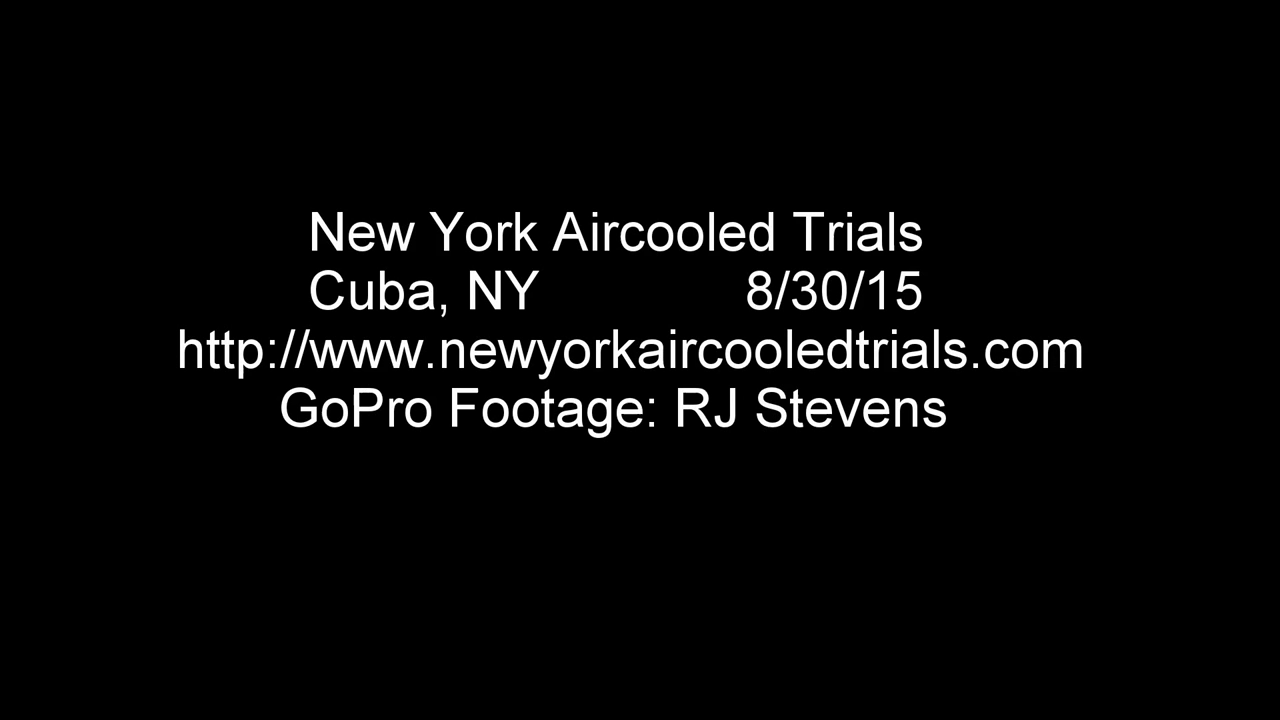 New York Aircooled Trials
Cuba, NY 8/30/15
http://www.newyorkaircooledtrials.com
GoPro Footage: RJ Stevens